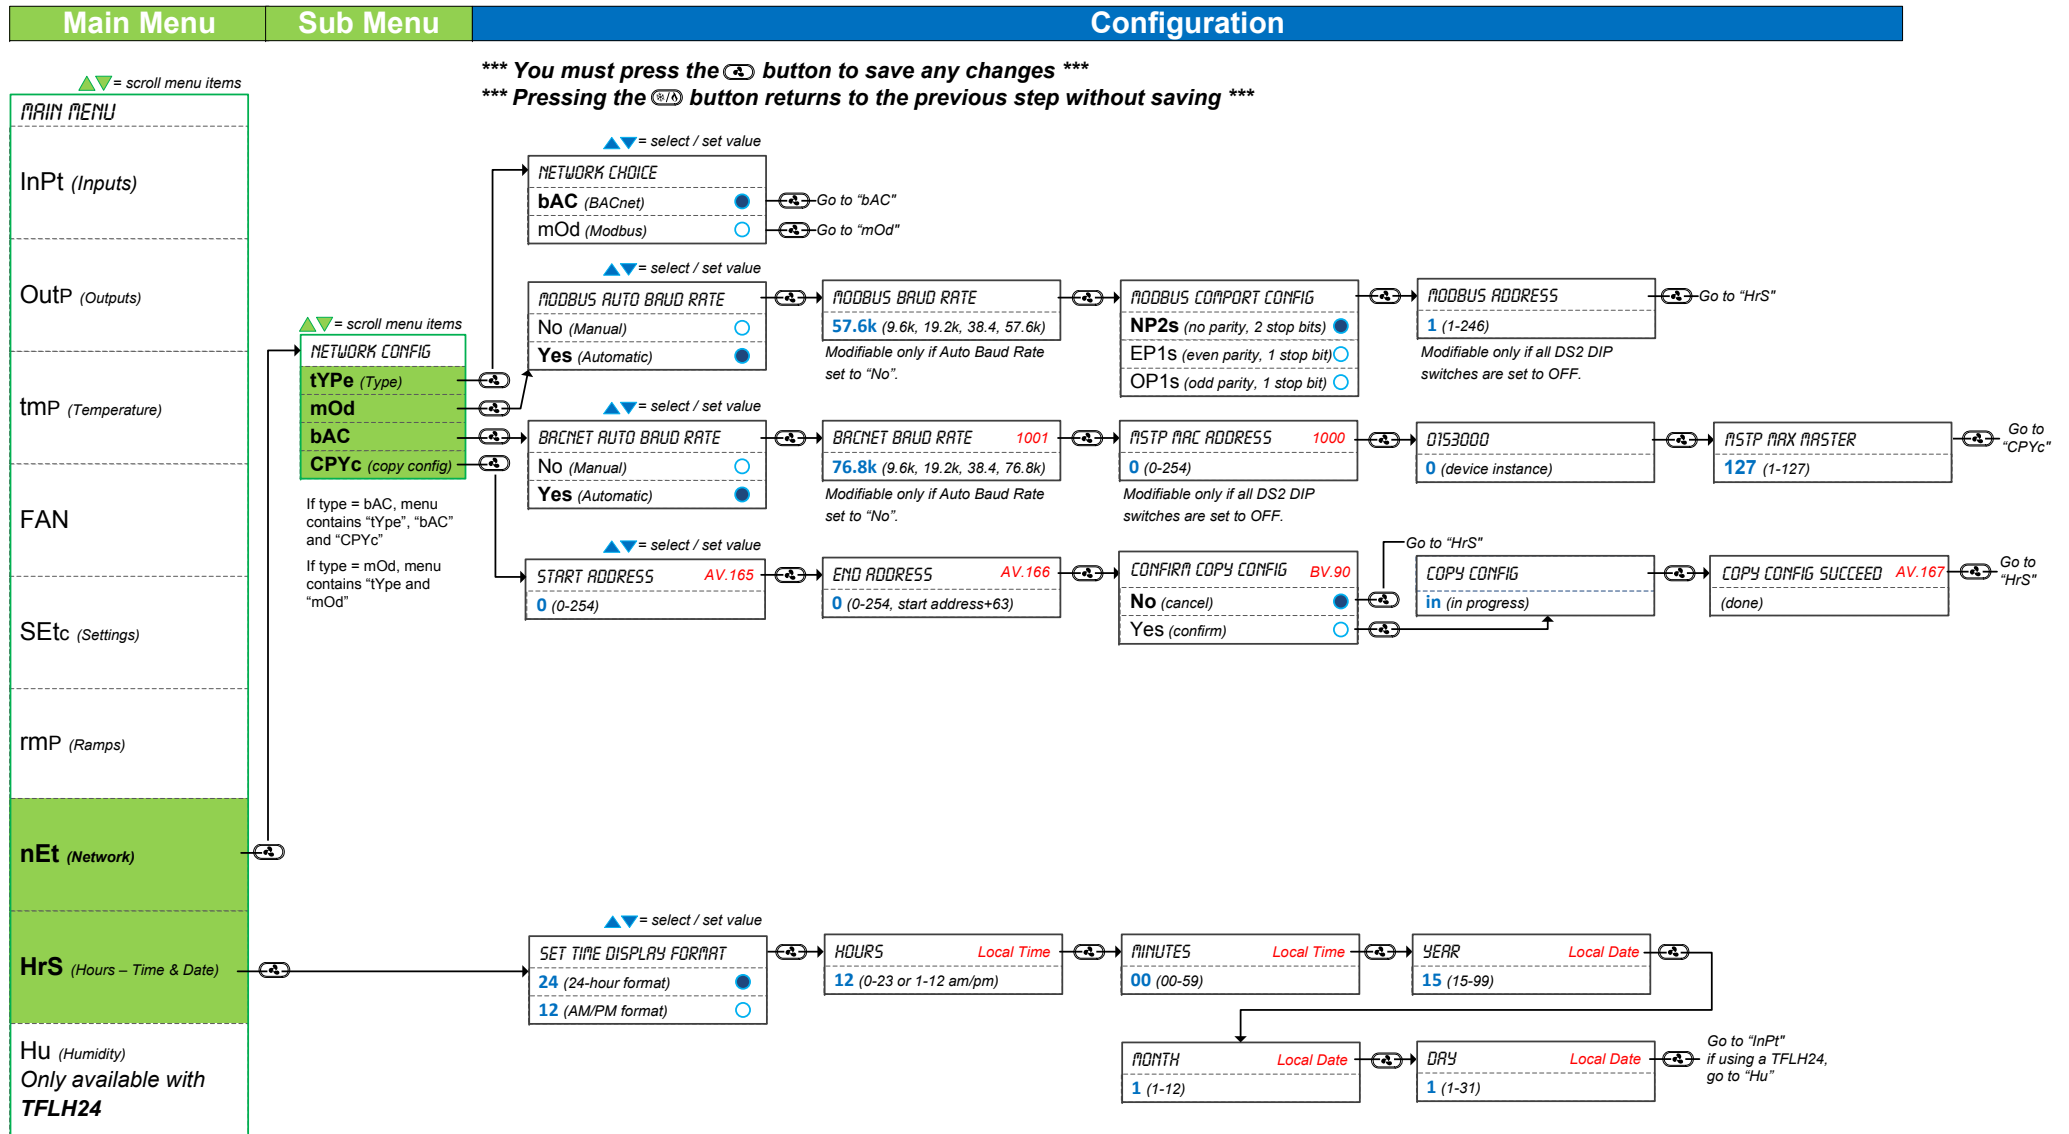 Main Menu
Sub Menu
Configuration
*** You must press the button to save any changes ***
*** Pressing the button returns to the previous step without saving ***
= scroll menu items
MAIN MENU
InPt (Inputs)
OutP (Outputs)
tmP (Temperature)
FAN
SEtc (Settings)
rmP (Ramps)
nEt (Network)
HrS (Hours – Time & Date)
Hu (Humidity)
Only available with
TFLH24
= scroll menu items
NETWORK CONFIG
tYPe (Type)
mOd
bAC
CPYc (copy config)
If type = bAC, menu
contains “tYpe”, “bAC”
and “CPYc”
If type = mOd, menu
contains “tYpe and
“mOd”
= select / set value
NETWORK CHOICE
bAC (BACnet)
Go to “bAC"
mOd (Modbus)
Go to “mOd"
= select / set value
MODBUS AUTO BAUD RATE
No (Manual)
Yes (Automatic)
MODBUS BAUD RATE
57.6k (9.6k, 19.2k, 38.4, 57.6k)
Modifiable only if Auto Baud Rate
set to “No”.
MODBUS COMPORT CONFIG
NP2s (no parity, 2 stop bits)
EP1s (even parity, 1 stop bit)
OP1s (odd parity, 1 stop bit)
MODBUS ADDRESS
1 (1-246)
Modifiable only if all DS2 DIP
switches are set to OFF.
Go to “HrS"
= select / set value
BACNET AUTO BAUD RATE
No (Manual)
Yes (Automatic)
BACNET BAUD RATE 1001
76.8k (9.6k, 19.2k, 38.4, 76.8k)
Modifiable only if Auto Baud Rate
set to “No”.
MSTP MAC ADDRESS 1000
0 (0-254)
Modifiable only if all DS2 DIP
switches are set to OFF.
0153000
0 (device instance)
MSTP MAX MASTER
127 (1-127)
Go to
“CPYc"
= select / set value
START ADDRESS AV.165
0 (0-254)
END ADDRESS AV.166
0 (0-254, start address+63)
CONFIRM COPY CONFIG BV.90
No (cancel)
Yes (confirm)
Go to “HrS"
COPY CONFIG
in (in progress)
COPY CONFIG SUCCEED AV.167
(done)
Go to
“HrS"
= select / set value
SET TIME DISPLAY FORMAT
24 (24-hour format)
12 (AM/PM format)
HOURS Local Time
12 (0-23 or 1-12 am/pm)
MINUTES Local Time
00 (00-59)
YEAR Local Date
15 (15-99)
MONTH Local Date
1 (1-12)
DAY Local Date
1 (1-31)
Go to “InPt"
if using a TFLH24,
go to “Hu”